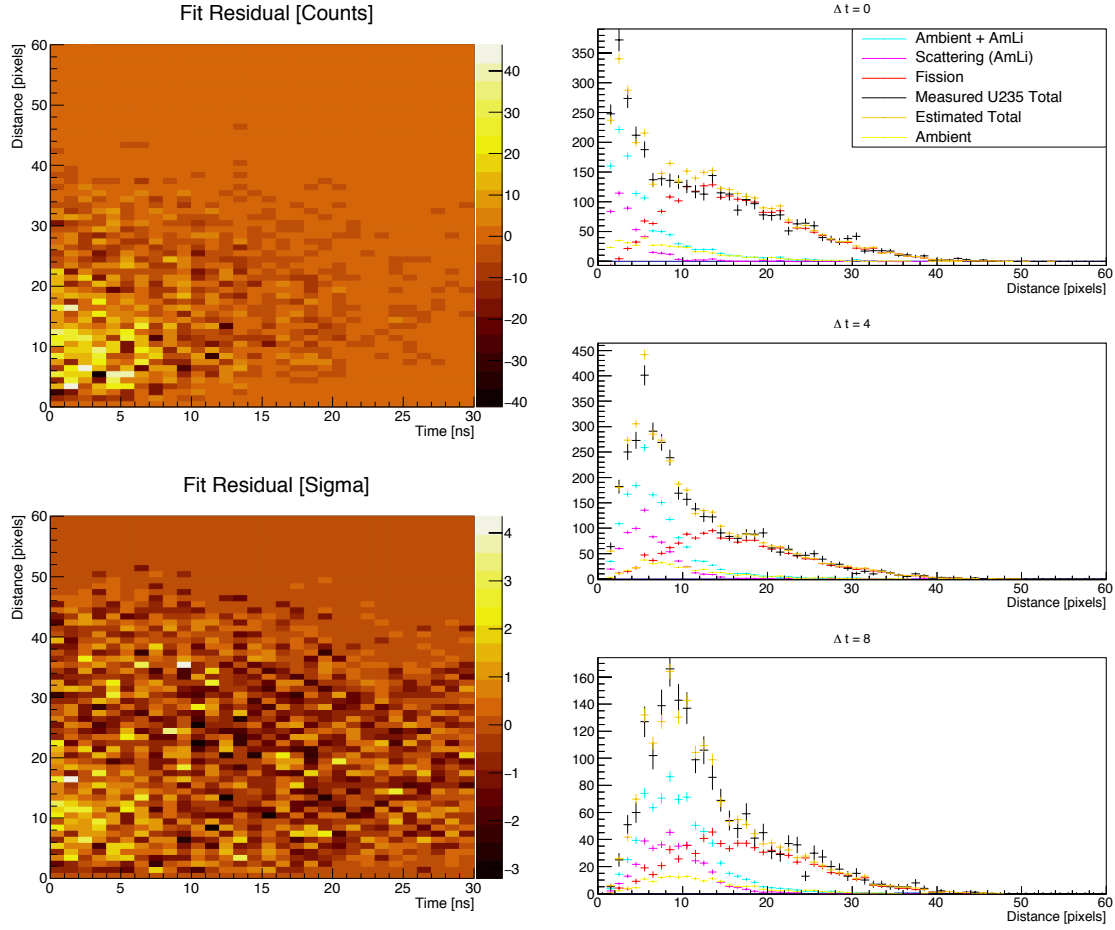 Fit Residual [Counts]
Distance [pixels]
60
50
40
30
20
10
0
0 5 10 15 20 25 30
Time [ns]
40
30
20
10
0
−10
−20
−30
−40
Fit Residual [Sigma]
Distance [pixels]
60
50
40
30
20
10
0
0 5 10 15 20 25 30
Time [ns]
4
3
2
1
0
−1
−2
−3
Δ t = 0
350
300
250
200
150
100
50
0
0 10 20 30 40 50 60
Distance [pixels]
Ambient + AmLi
Scattering (AmLi)
Fission
Measured U235 Total
Estimated Total
Ambient
Δ t = 4
450
400
350
300
250
200
150
100
50
0
0 10 20 30 40 50 60
Distance [pixels]
Δ t = 8
160
140
120
100
80
60
40
20
0
0 10 20 30 40 50 60
Distance [pixels]